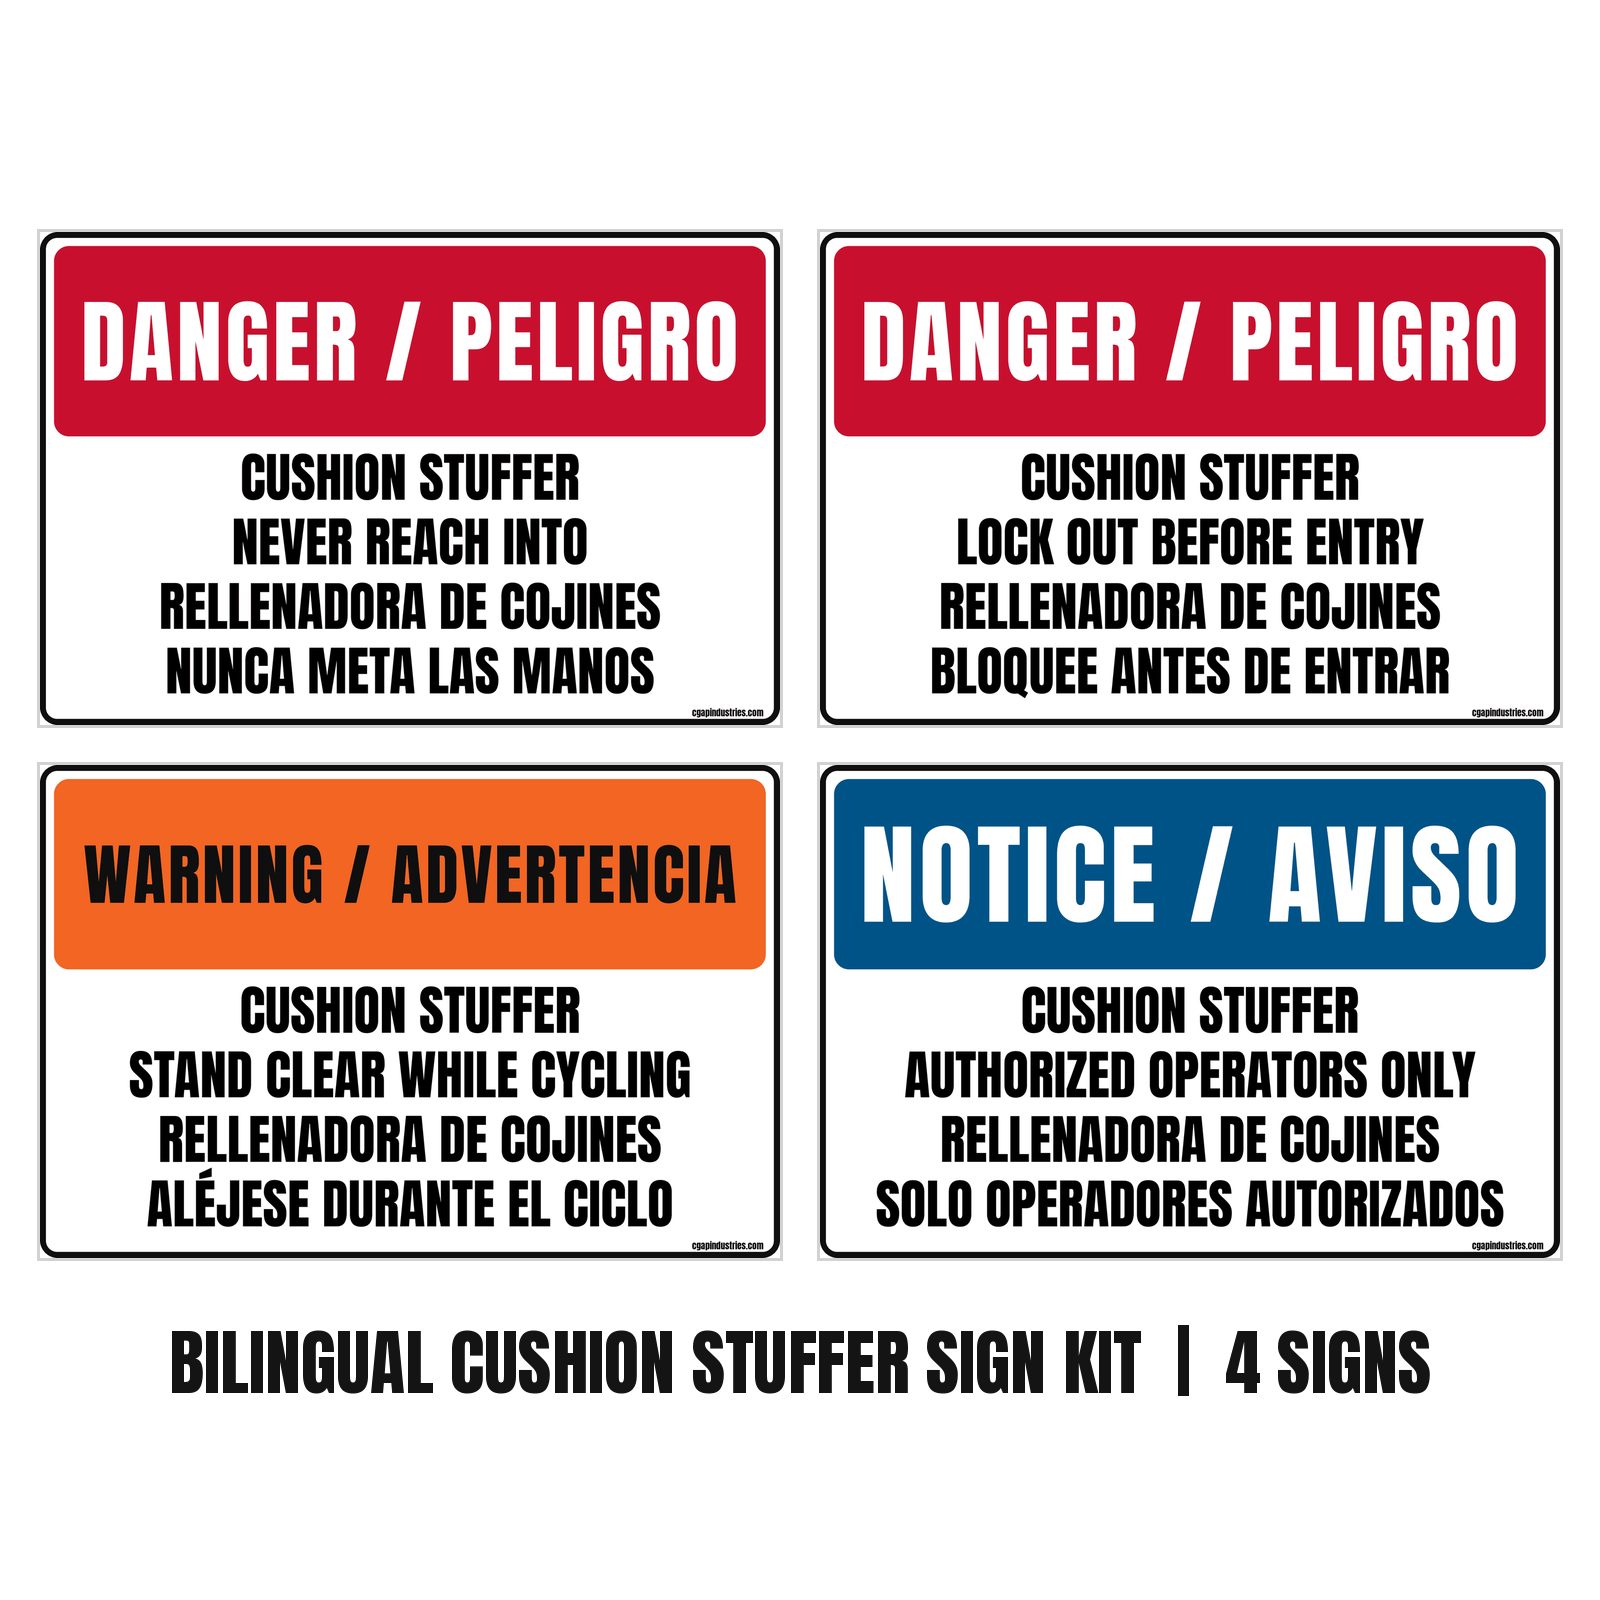 DANGER / PELIGRO
CUSHION STUFFER
NEVER REACH INTO
RELLENADORA DE COJINES
NUNCA META LAS MANOS
cgapindustries.com
DANGER / PELIGRO
CUSHION STUFFER
LOCK OUT BEFORE ENTRY
RELLENADORA DE COJINES
BLOQUEE ANTES DE ENTRAR
cgapindustries.com
WARNING / ADVERTENCIA
CUSHION STUFFER
STAND CLEAR WHILE CYCLING
RELLENADORA DE COJINES
ALÉJESE DURANTE EL CICLO
cgapindustries.com
NOTICE / AVISO
CUSHION STUFFER
AUTHORIZED OPERATORS ONLY
RELLENADORA DE COJINES
SOLO OPERADORES AUTORIZADOS
cgapindustries.com
BILINGUAL CUSHION STUFFER SIGN KIT | 4 SIGNS